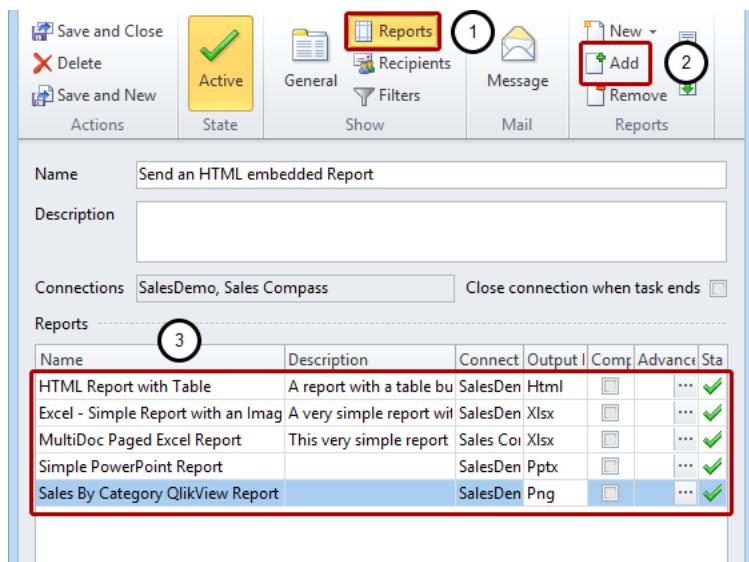 Save and Close
Delete
Save and New
Actions
Active
State
General
Reports
Recipients
Filters
Show
1
Message
Mail
New
Add
Remove
Reports
2
Name Send an HTML embedded Report
Description
Connections SalesDemo, Sales Compass Close connection when task ends
Reports
3
Name Description Connect Output Comp Advance Sta
HTML Report with Table A report with a table bu SalesDen Html
Excel - Simple Report with an Imag A very simple report wit SalesDen Xlsx
MultiDoc Paged Excel Report This very simple report Sales Co Xlsx
Simple PowerPoint Report SalesDen Pptx
Sales By Category QlikView Report SalesDen Png